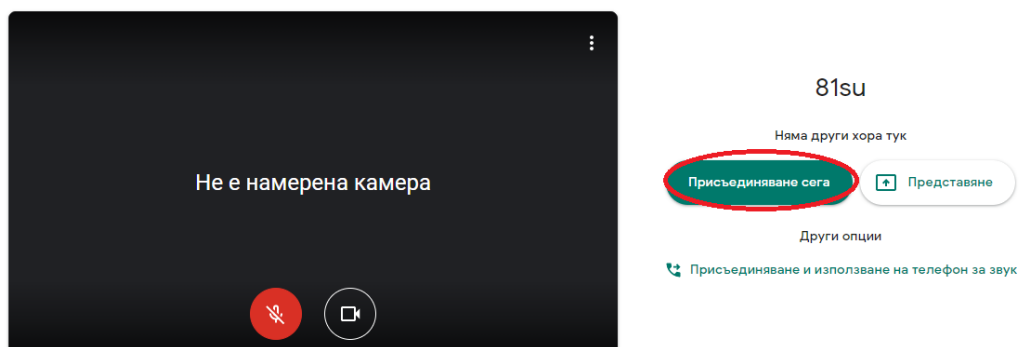 Не е намерена камера
81su
Няма други хора тук
Присъединяване сега
Представяне
Други опции
Присъединяване и използване на телефон за звук